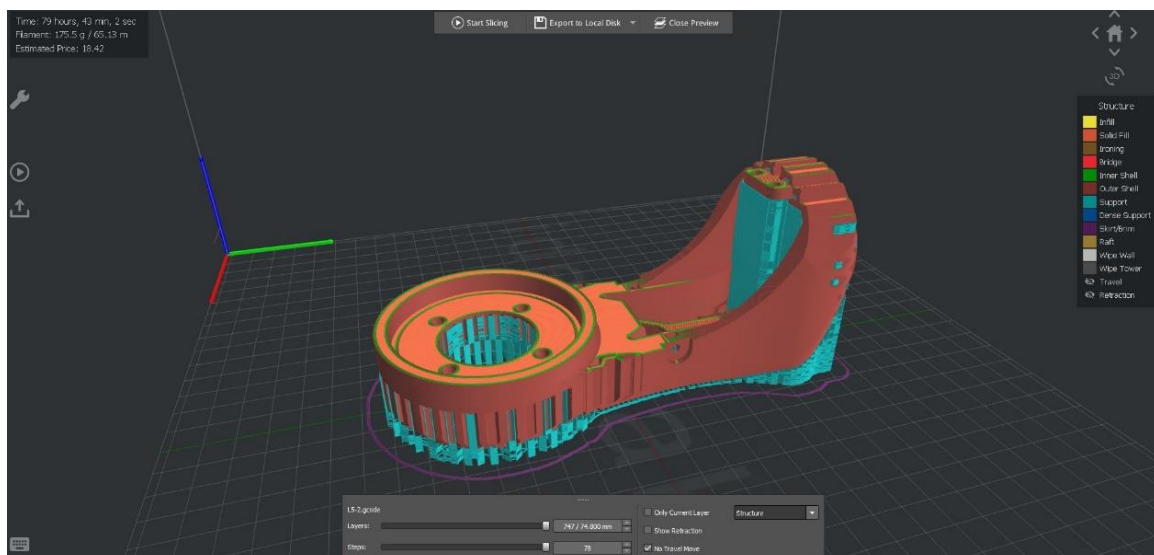 Time: 79 hours, 43 min, 2 sec
Filament: 175.5 g / 65.13 m
Estimated Price: 18.42
Start Slicing
Export to Local Disk
Close Preview
3D
Structure
Infill
Solid Fill
Ironing
Bridge
Inner Shell
Outer Shell
Support
Dense Support
Skirt/Brim
Raft
Wipe Wall
Wipe Tower
Travel
Retraction
L5-2.gcode
Layers:
747 / 74.800 mm
Steps:
78
Only Current Layer
Structure
Show Retraction
No Travel Move